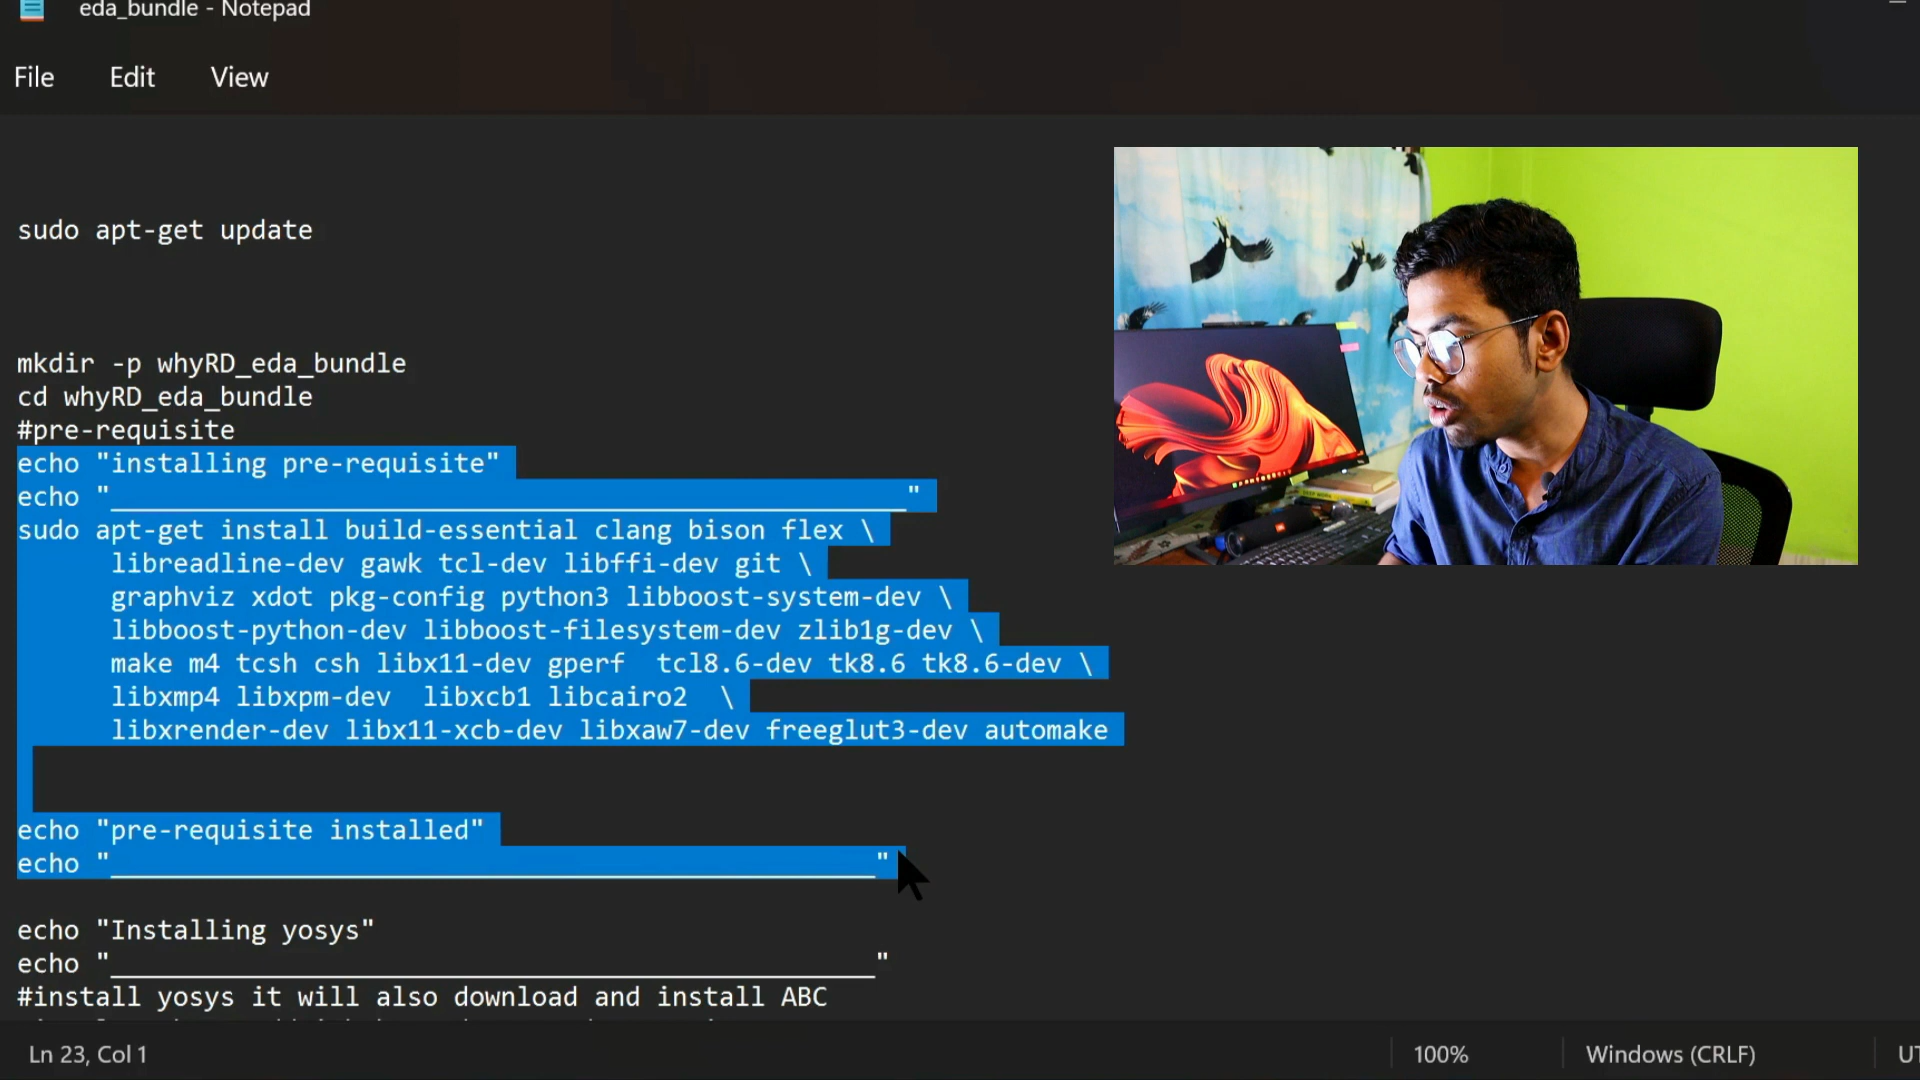 eda_bundle - Notepad
File Edit View
sudo apt-get update
mkdir -p whyRD_eda_bundle
cd whyRD_eda_bundle
#pre-requisite
echo "installing pre-requisite"
echo "___________________________________________________"
sudo apt-get install build-essential clang bison flex \
libreadline-dev gawk tcl-dev libffi-dev git \
graphviz xdot pkg-config python3 libboost-system-dev \
libboost-python-dev libboost-filesystem-dev zlib1g-dev \
make m4 tcsh csh libx11-dev gperf  tcl8.6-dev tk8.6 tk8.6-dev \
libxmp4 libxpm-dev  libxcb1 libcairo2  \
libxrender-dev libx11-xcb-dev libxaw7-dev freeglut3-dev automake
echo "pre-requisite installed"
echo "_________________________________________________"
echo "Installing yosys"
echo "_________________________________________________"
#install yosys it will also download and install ABC
Ln 23, Col 1
100%
Windows (CRLF)
UT